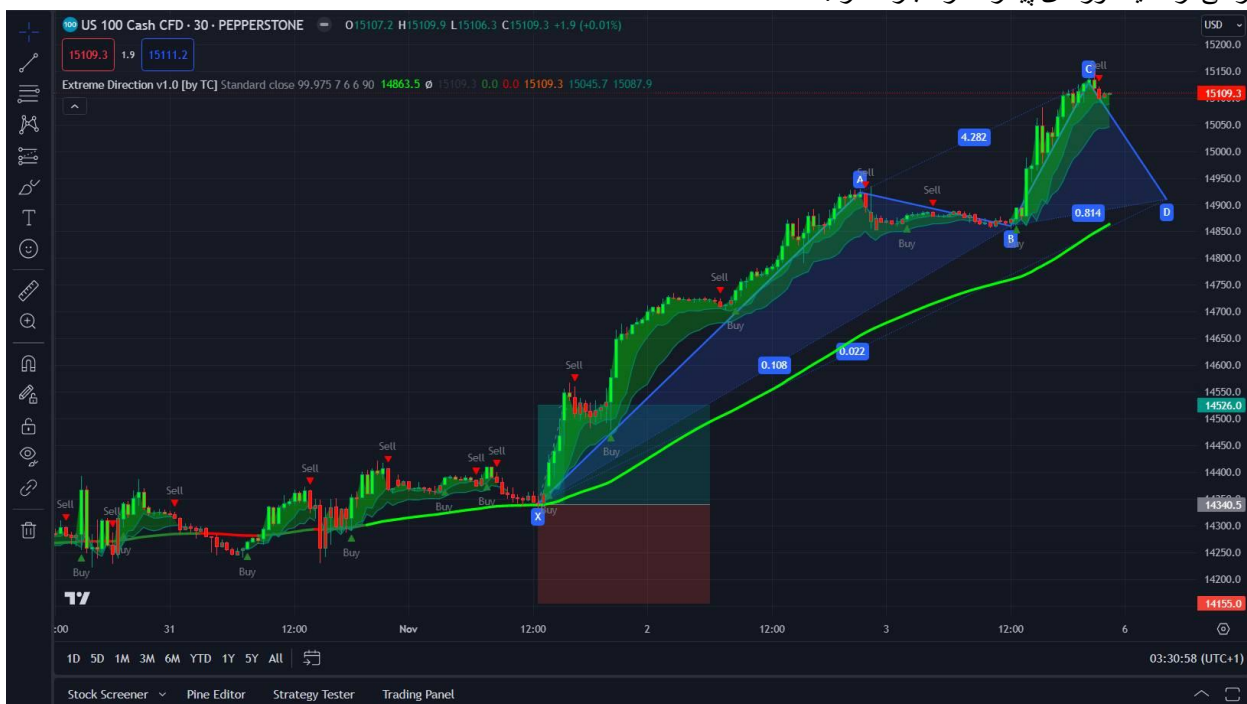 US 100 Cash CFD · 30 · PEPPERSTONE O15107.2 H15109.9 L15106.3 C15109.3 +1.9 (+0.01%)
USD
15109.3 1.9 15111.2
Extreme Direction v1.0 [by TC] Standard close 99.975 7 6 6 90 14863.5 ø 15109.3 0.0 0.0 15109.3 15045.7 15087.9
15200.0
15150.0
15109.3
15050.0
15000.0
14950.0
14900.0
14850.0
14800.0
14750.0
14700.0
14650.0
14600.0
14550.0
14526.0
14500.0
14450.0
14400.0
14340.5
14300.0
14250.0
14200.0
14155.0
C
4.282
A
Sell
Buy
B
0.814
D
Sell
Buy
0.022
0.108
Sell
Buy
Sell
Sell
Sell
Buy
Buy
X
Sell
Buy
Sell
Buy
Sell
Buy
:00 31 12:00 Nov 12:00 2 12:00 3 12:00 6
1D 5D 1M 3M 6M YTD 1Y 5Y All 03:30:58 (UTC+1)
Stock Screener Pine Editor Strategy Tester Trading Panel